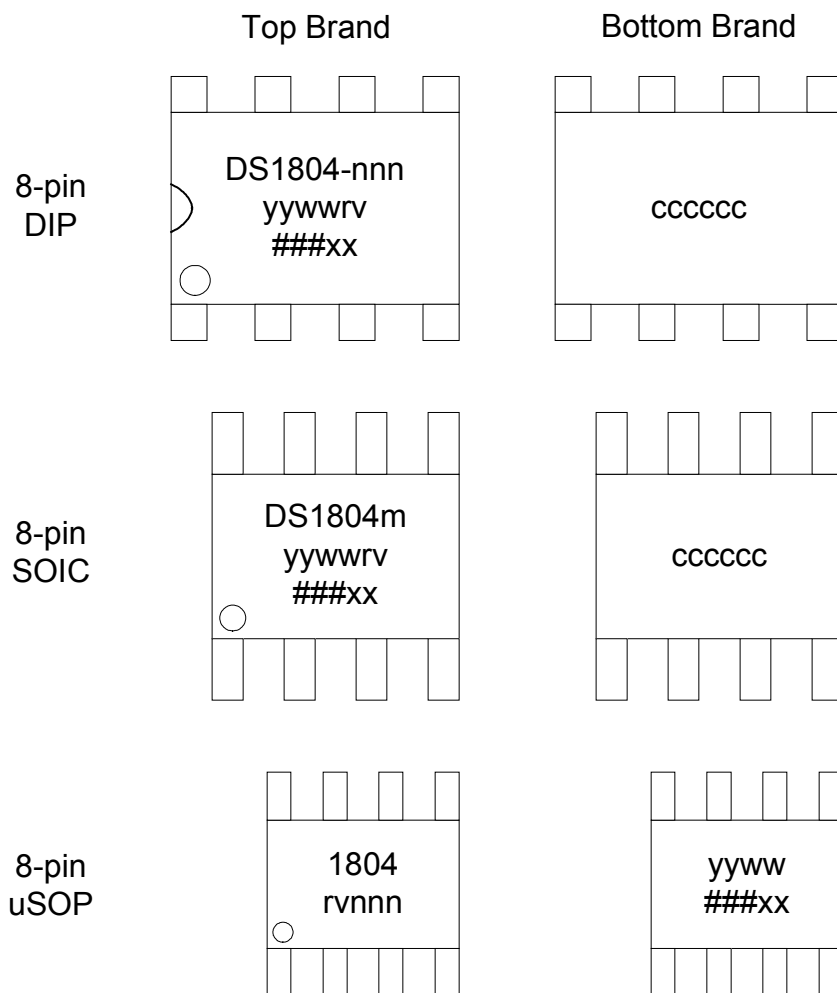 Top Brand
Bottom Brand
8-pin
DIP
DS1804-nnn
yywwrv
###xx
cccccc
8-pin
SOIC
DS1804m
yywwrv
###xx
cccccc
8-pin
uSOP
1804
rvnnn
yyww
###xx